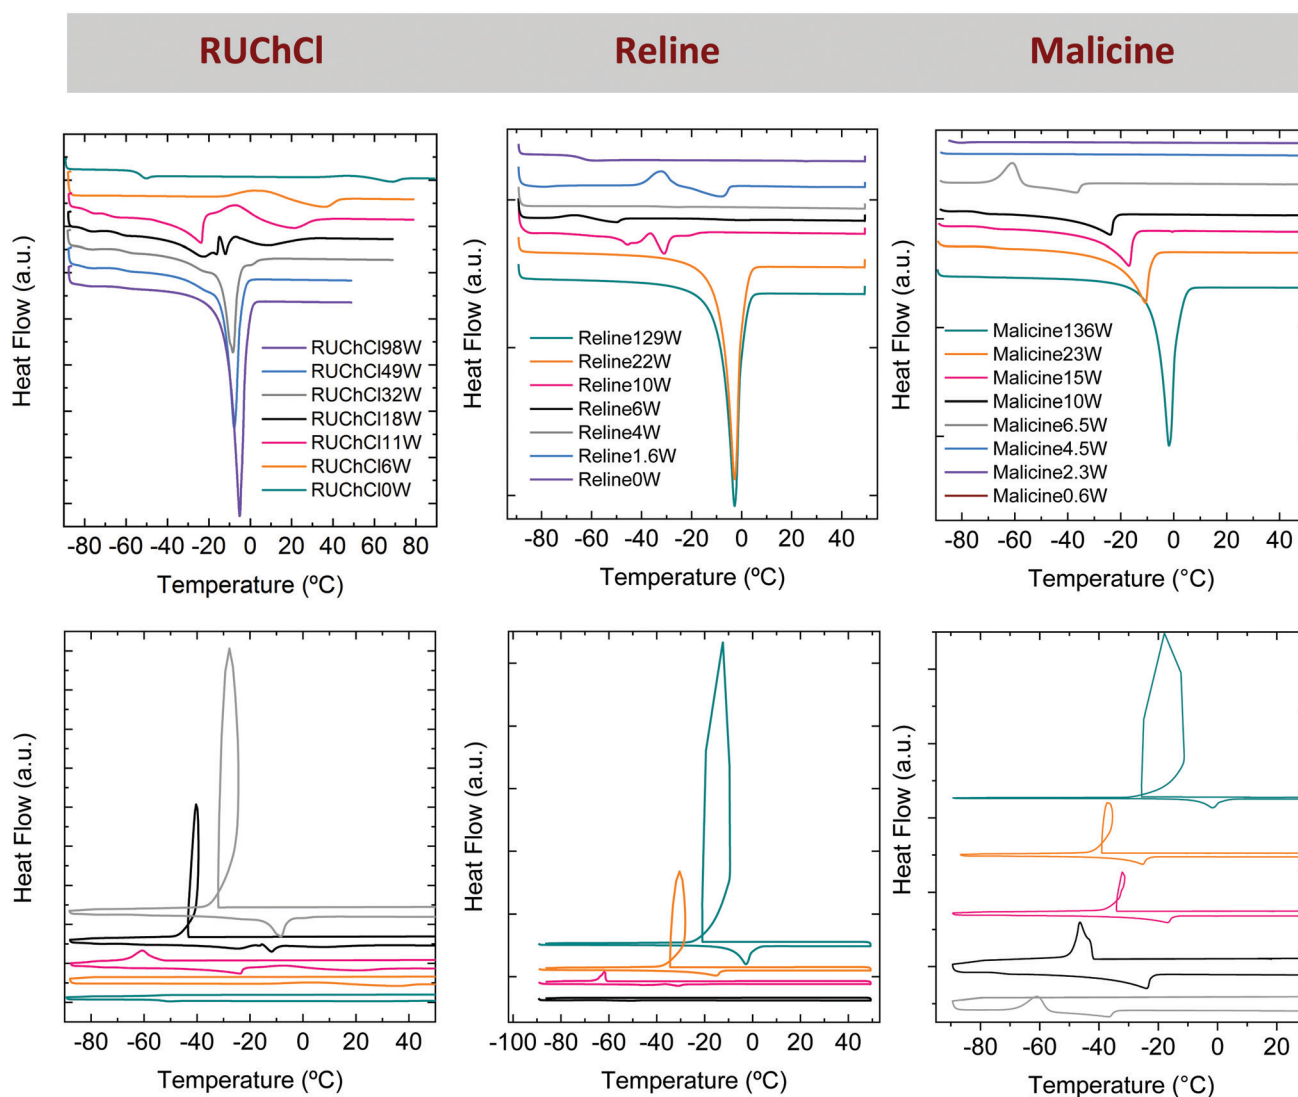 RUChCl
Reline
Malicine
Heat Flow (a.u.)
RUChCl98W
RUChCl49W
RUChCl32W
RUChCl18W
RUChCl11W
RUChCl6W
RUChCl0W
-80 -60 -40 -20 0 20 40 60 80
Temperature (ºC)
Heat Flow (a.u.)
Reline129W
Reline22W
Reline10W
Reline6W
Reline4W
Reline1.6W
Reline0W
-80 -60 -40 -20 0 20 40
Temperature (ºC)
Heat Flow (a.u.)
Malicine136W
Malicine23W
Malicine15W
Malicine10W
Malicine6.5W
Malicine4.5W
Malicine2.3W
Malicine0.6W
-80 -60 -40 -20 0 20 40
Temperature (°C)
Heat Flow (a.u.)
-80 -60 -40 -20 0 20 40
Temperature (ºC)
Heat Flow (a.u.)
-100 -80 -60 -40 -20 0 20 40
Temperature (ºC)
Heat Flow (a.u.)
-80 -60 -40 -20 0 20
Temperature (°C)